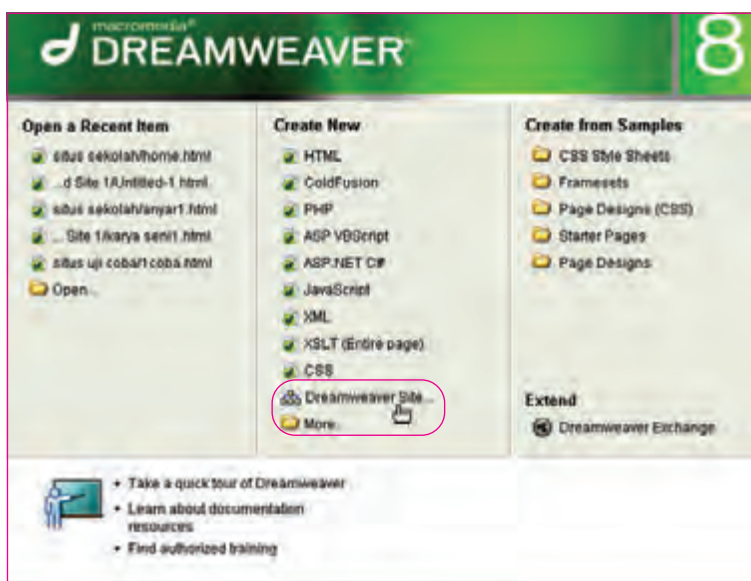 macromedia®
DREAMWEAVER™
8
Open a Recent Item
situs sekolah/home.html
...d Site 1/Untitled-1.html
situs sekolah/anyar1.html
... Site 1/karya seni1.html
situs uji coba/1coba.html
Open...
Create New
HTML
ColdFusion
PHP
ASP VBScript
ASP.NET C#
JavaScript
XML
XSLT (Entire page)
CSS
Dreamweaver Site...
More...
Create from Samples
CSS Style Sheets
Framesets
Page Designs (CSS)
Starter Pages
Page Designs
Extend
Dreamweaver Exchange
• Take a quick tour of Dreamweaver
• Learn about documentation
resources
• Find authorized training